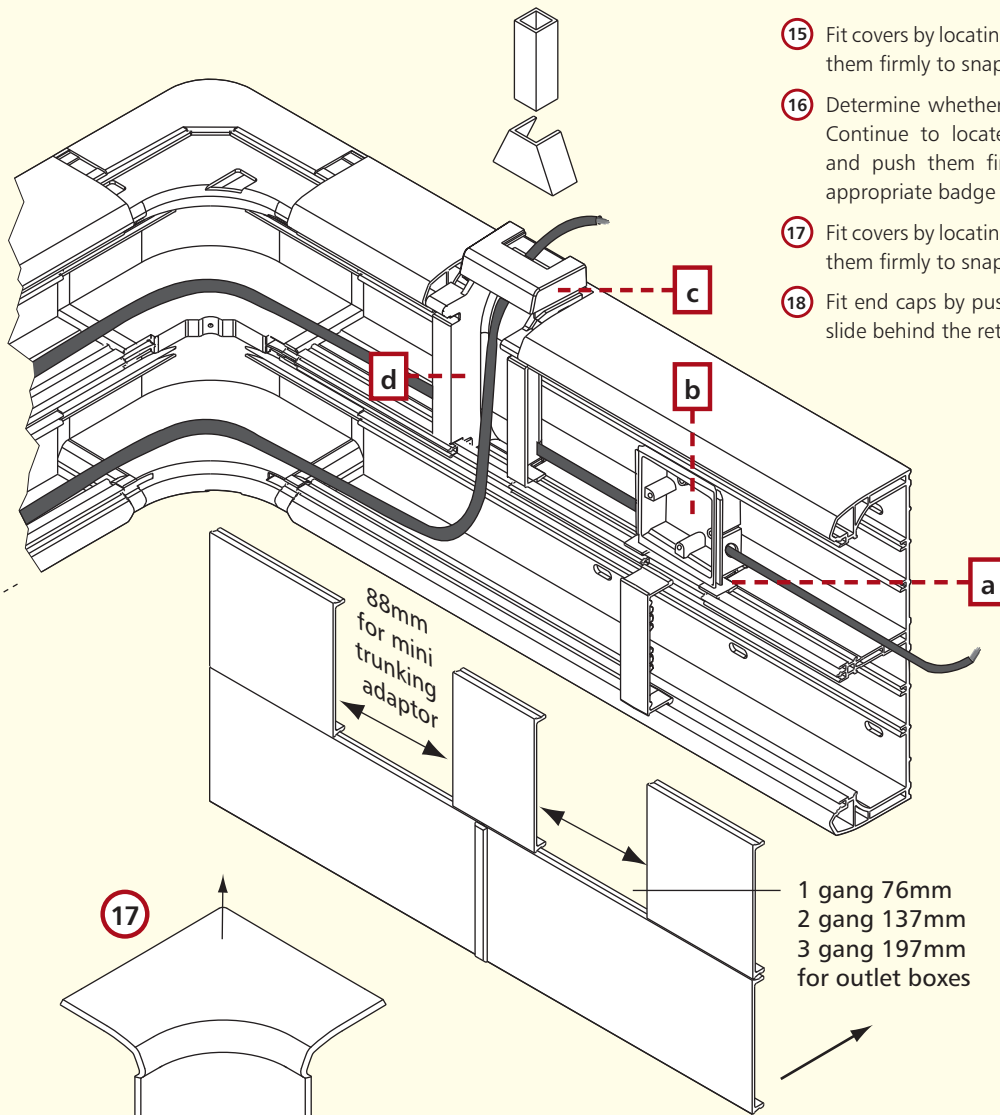 15 Fit covers by locatin
them firmly to snap
16 Determine whether
Continue to locate
and push them fir
appropriate badge
17 Fit covers by locatin
them firmly to snap
18 Fit end caps by pus
slide behind the ret
c
d
b
a
88mm
for mini
trunking
adaptor
1 gang 76mm
2 gang 137mm
3 gang 197mm
for outlet boxes
17